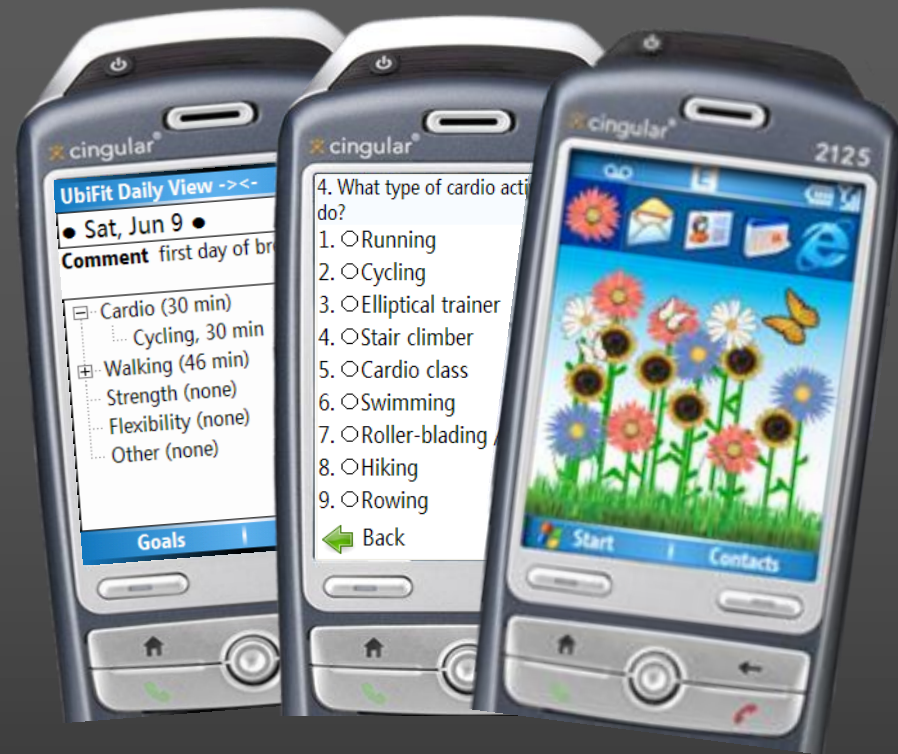 cingular®
UbiFit Daily View -><-
● Sat, Jun 9 ●
Comment first day of br
Cardio (30 min)
Cycling, 30 min
Walking (46 min)
Strength (none)
Flexibility (none)
Other (none)
Goals
cingular®
4. What type of cardio acti
do?
1. Running
2. Cycling
3. Elliptical trainer
4. Stair climber
5. Cardio class
6. Swimming
7. Roller-blading /
8. Hiking
9. Rowing
Back
cingular®
2125
Start
Contacts